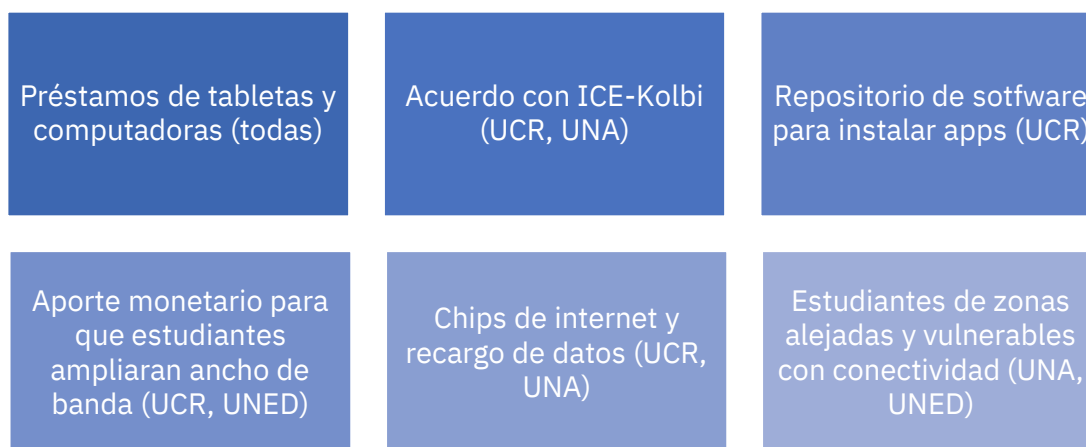 Préstamos de tabletas y
computadoras (todas)
Acuerdo con ICE-Kolbi
(UCR, UNA)
Repositorio de sotfware
para instalar apps (UCR)
Aporte monetario para
que estudiantes
ampliaran ancho de
banda (UCR, UNED)
Chips de internet y
recargo de datos (UCR,
UNA)
Estudiantes de zonas
alejadas y vulnerables
con conectividad (UNA,
UNED)